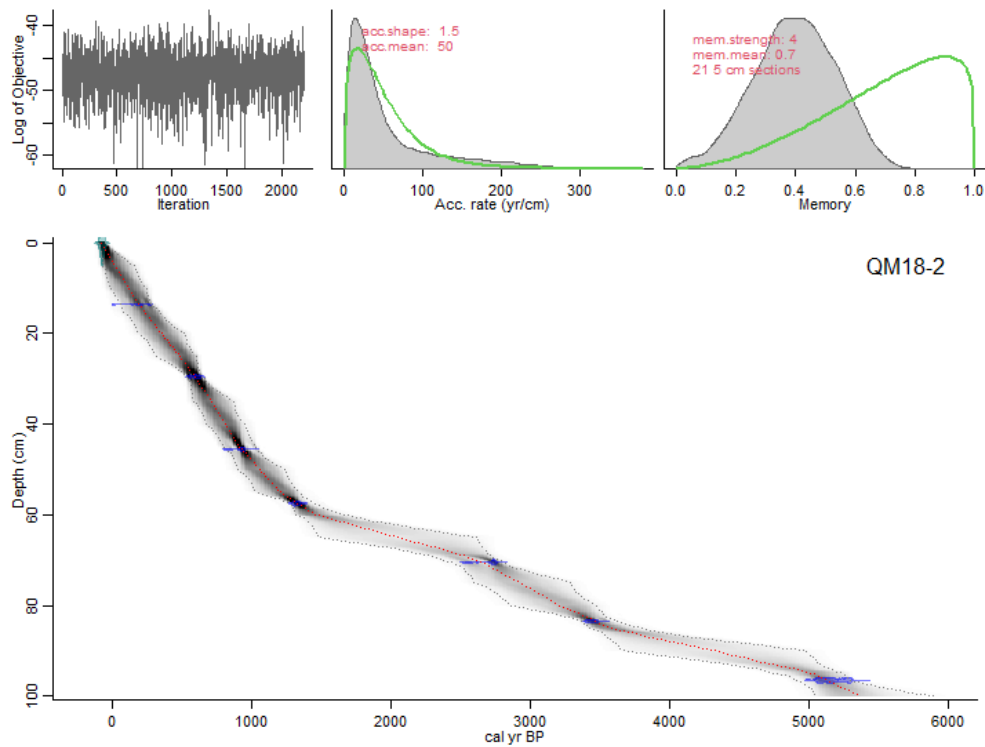 -40
-50
-60
Log of Objective
0 500 1000 1500 2000
Iteration
acc.shape: 1.5
acc.mean: 50
0 100 200 300
Acc. rate (yr/cm)
mem.strength: 4
mem.mean: 0.7
21 5 cm sections
0.0 0.2 0.4 0.6 0.8 1.0
Memory
QM18-2
0
20
40
60
80
100
Depth (cm)
0 1000 2000 3000 4000 5000 6000
cal yr BP